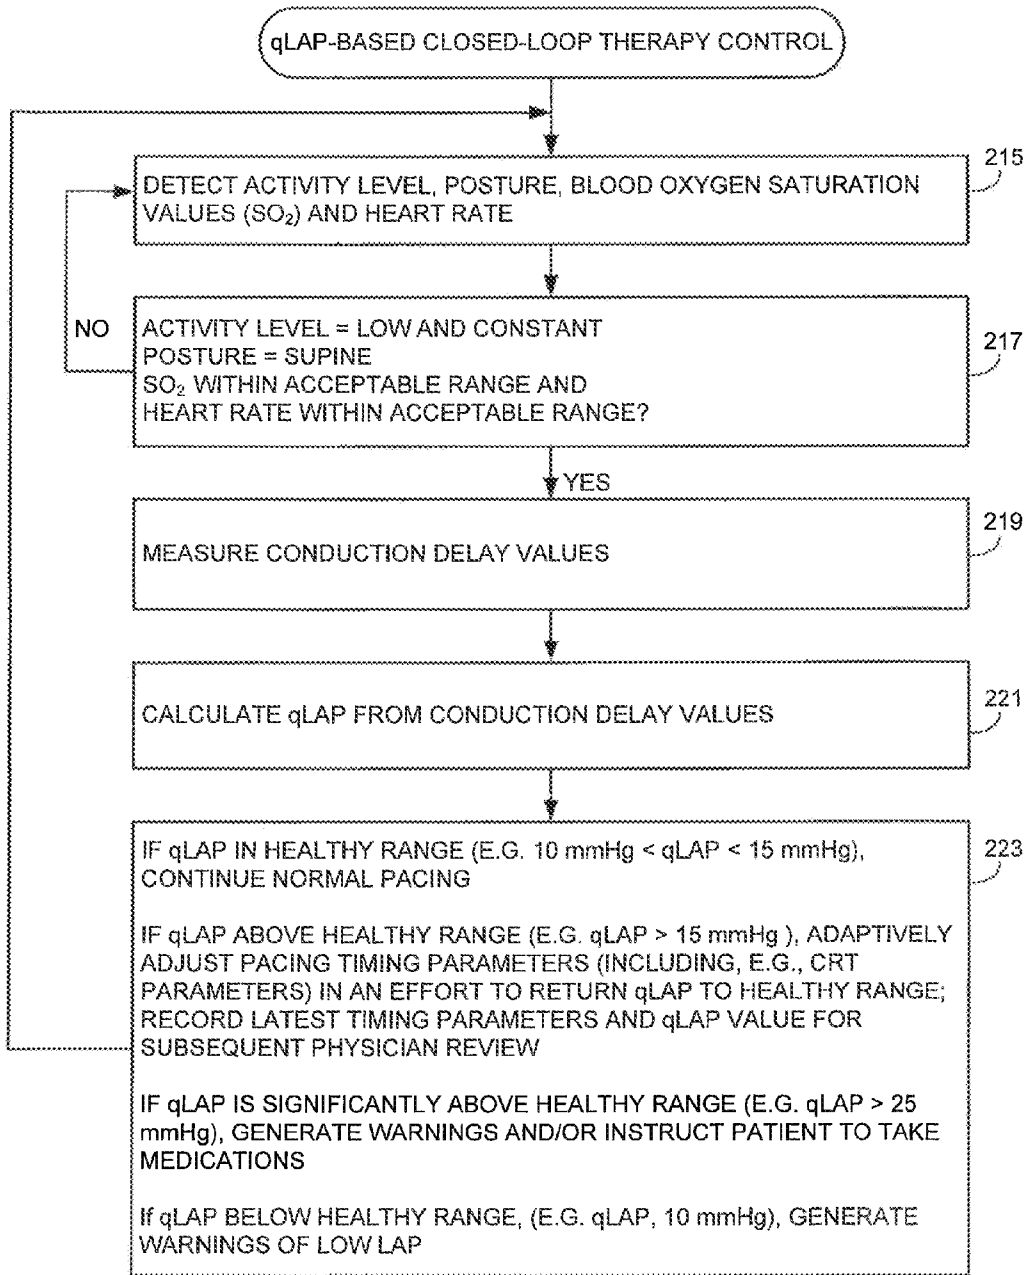 qLAP-BASED CLOSED-LOOP THERAPY CONTROL
215
DETECT ACTIVITY LEVEL, POSTURE, BLOOD OXYGEN SATURATION
VALUES (SO₂) AND HEART RATE
NO
ACTIVITY LEVEL = LOW AND CONSTANT
POSTURE = SUPINE
SO₂ WITHIN ACCEPTABLE RANGE AND
HEART RATE WITHIN ACCEPTABLE RANGE?
217
YES
219
MEASURE CONDUCTION DELAY VALUES
CALCULATE qLAP FROM CONDUCTION DELAY VALUES
221
IF qLAP IN HEALTHY RANGE (E.G. 10 mmHg < qLAP < 15 mmHg),
CONTINUE NORMAL PACING
223
IF qLAP ABOVE HEALTHY RANGE (E.G. qLAP > 15 mmHg ), ADAPTIVELY
ADJUST PACING TIMING PARAMETERS (INCLUDING, E.G., CRT
PARAMETERS) IN AN EFFORT TO RETURN qLAP TO HEALTHY RANGE;
RECORD LATEST TIMING PARAMETERS AND qLAP VALUE FOR
SUBSEQUENT PHYSICIAN REVIEW
IF qLAP IS SIGNIFICANTLY ABOVE HEALTHY RANGE (E.G. qLAP > 25
mmHg), GENERATE WARNINGS AND/OR INSTRUCT PATIENT TO TAKE
MEDICATIONS
If qLAP BELOW HEALTHY RANGE, (E.G. qLAP, 10 mmHg), GENERATE
WARNINGS OF LOW LAP